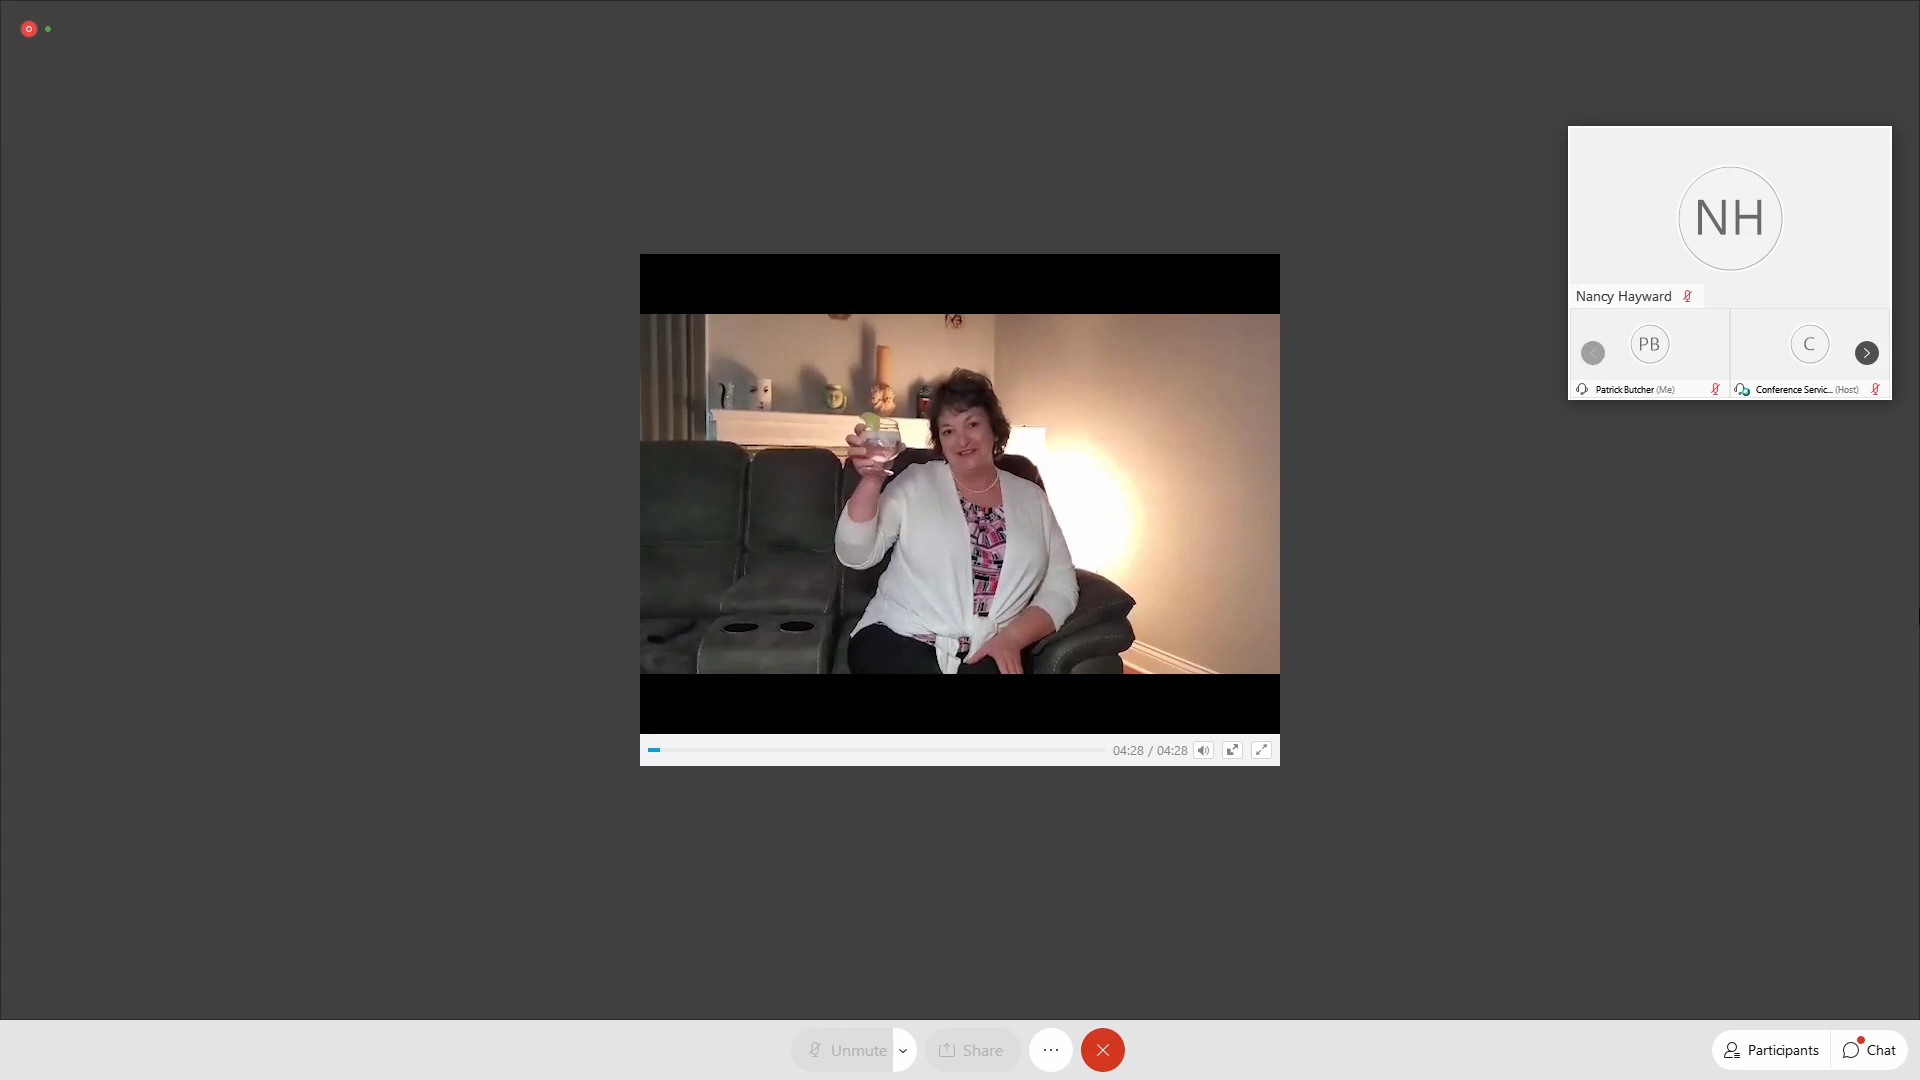 NH
Nancy Hayward
PB
C
Patrick Butcher (Me)
Conference Servic... (Host)
04:28 / 04:28
Unmute
Share
Participants
Chat